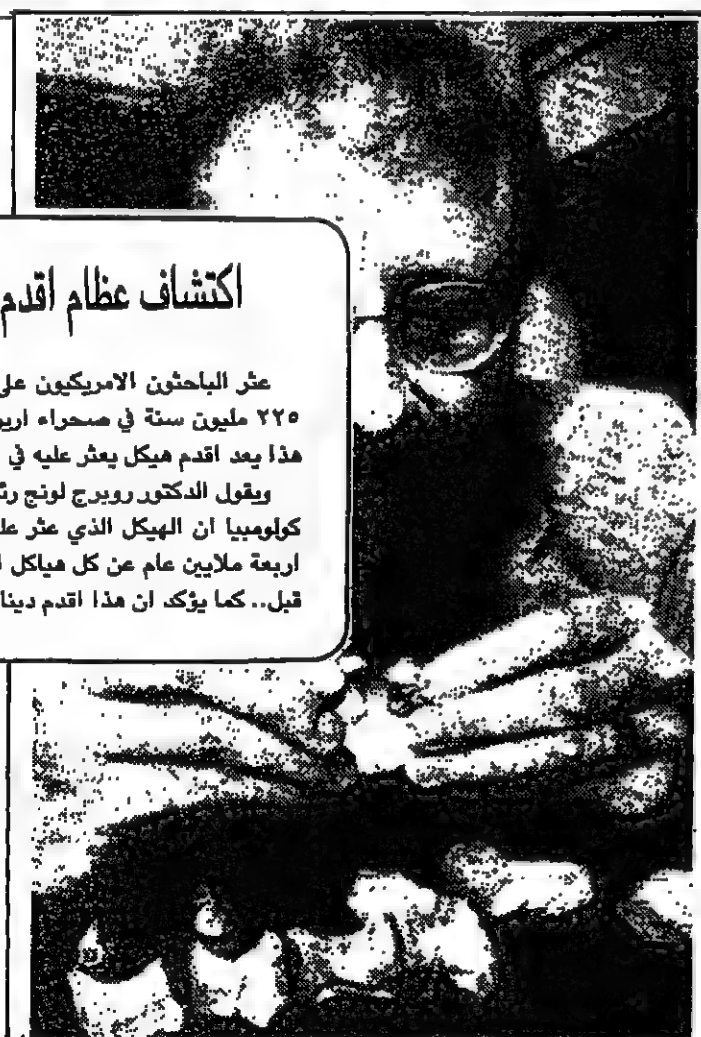 اكتشاف عظام اقدم
عثر الباحثون الامريكيون على
٢٢٥ مليون سنة في صحراء اريو
هذا يعد اقدم هيكل يعثر عليه في
ويقول الدكتور روبرج لونج رئ
كولومبيا ان الهيكل الذي عثر علـ
اربعة ملايين عام عن كل هياكل ا
قبل.. كما يؤكد ان هذا اقدم دينا